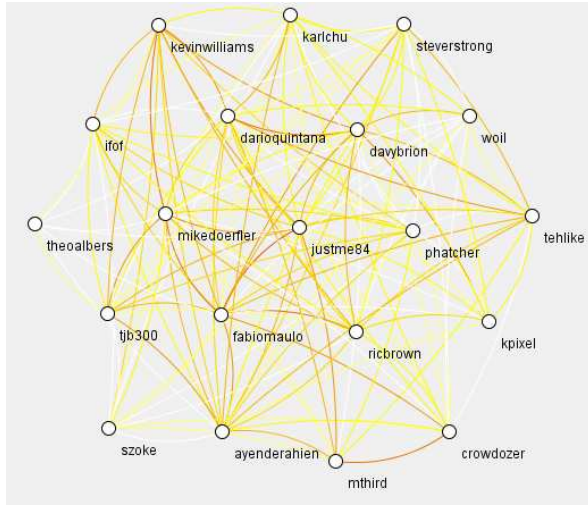 karlchu
kevinwilliams
steverstrong
darioquintana
woil
ifof
davybrion
mikedoerfler
theoalbers
justme84
phatcher
tehlike
tjb300
fabiomaulo
ricbrown
kpixel
szoke
ayenderahien
crowdozer
mthird